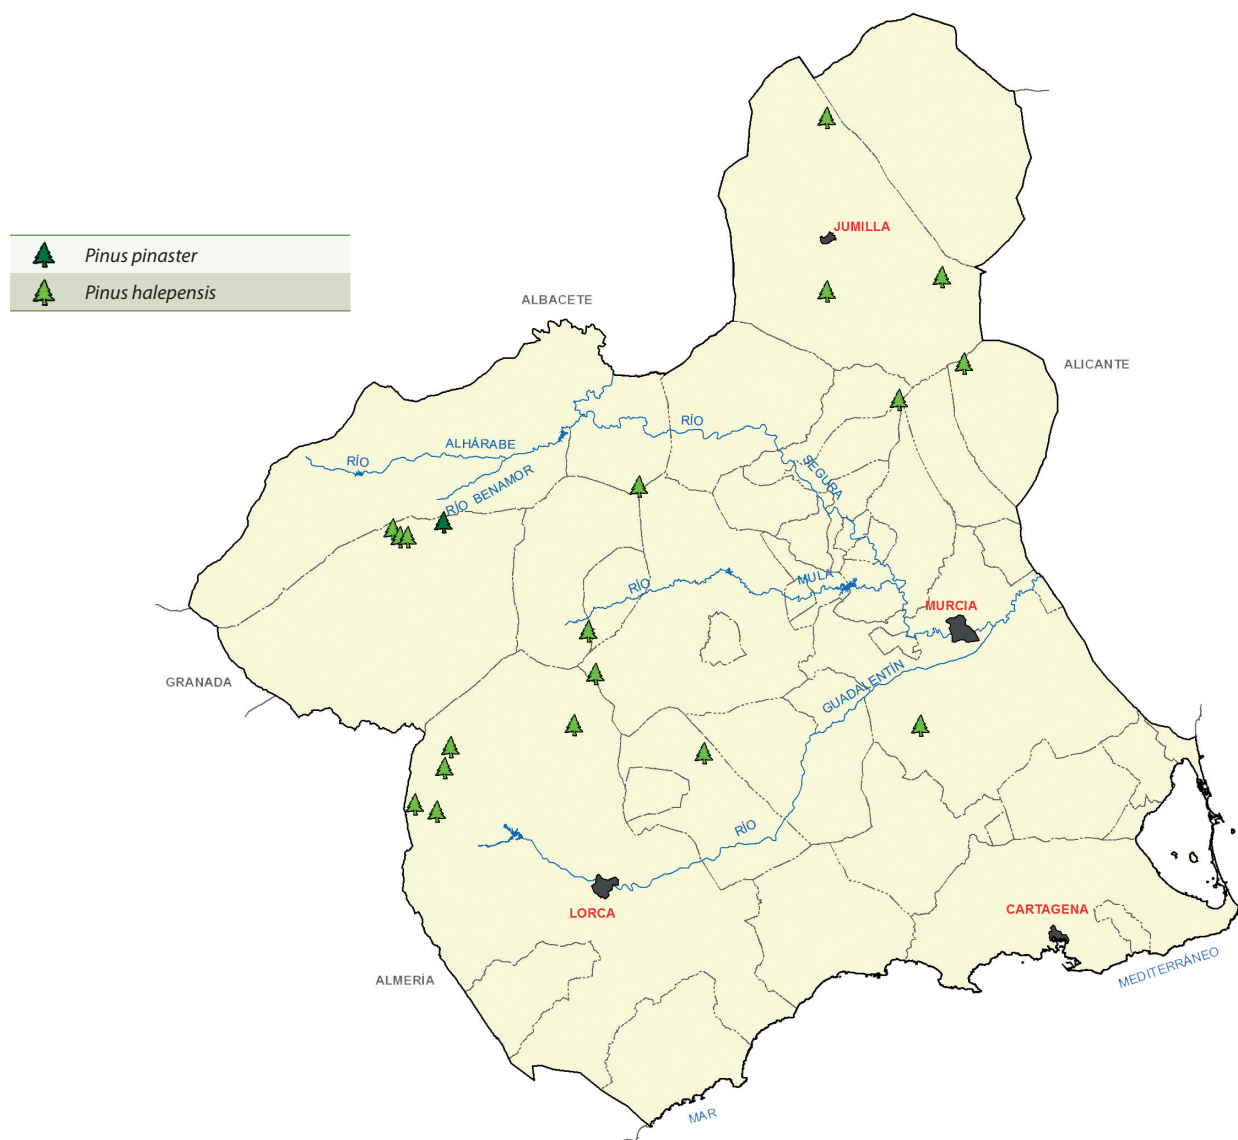 JUMILLA
Pinus pinaster
Pinus halepensis
ALBACETE
ALICANTE
RÍO
ALHÁRABE
RÍO
SEGURA
RÍO BENAMOR
RÍO
MULA
MURCIA
GRANADA
GUADALENTÍN
RÍO
LORCA
CARTAGENA
ALMERÍA
MEDITERRÁNEO
MAR